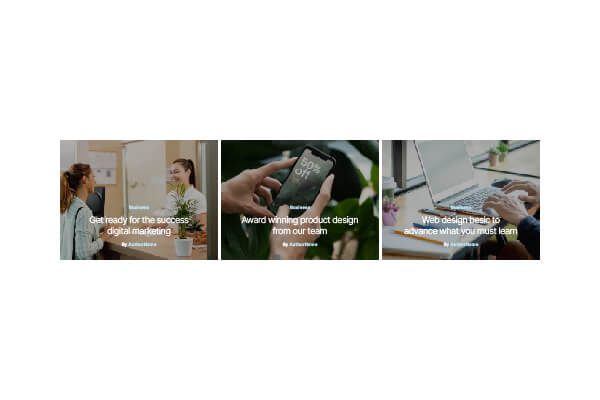 Business
Get ready for the success
digital marketing
By AuthorName
Business
50%
off
Award winning product design
from our team
By AuthorName
Business
Web design besic to
advance what you must learn
By AuthorName